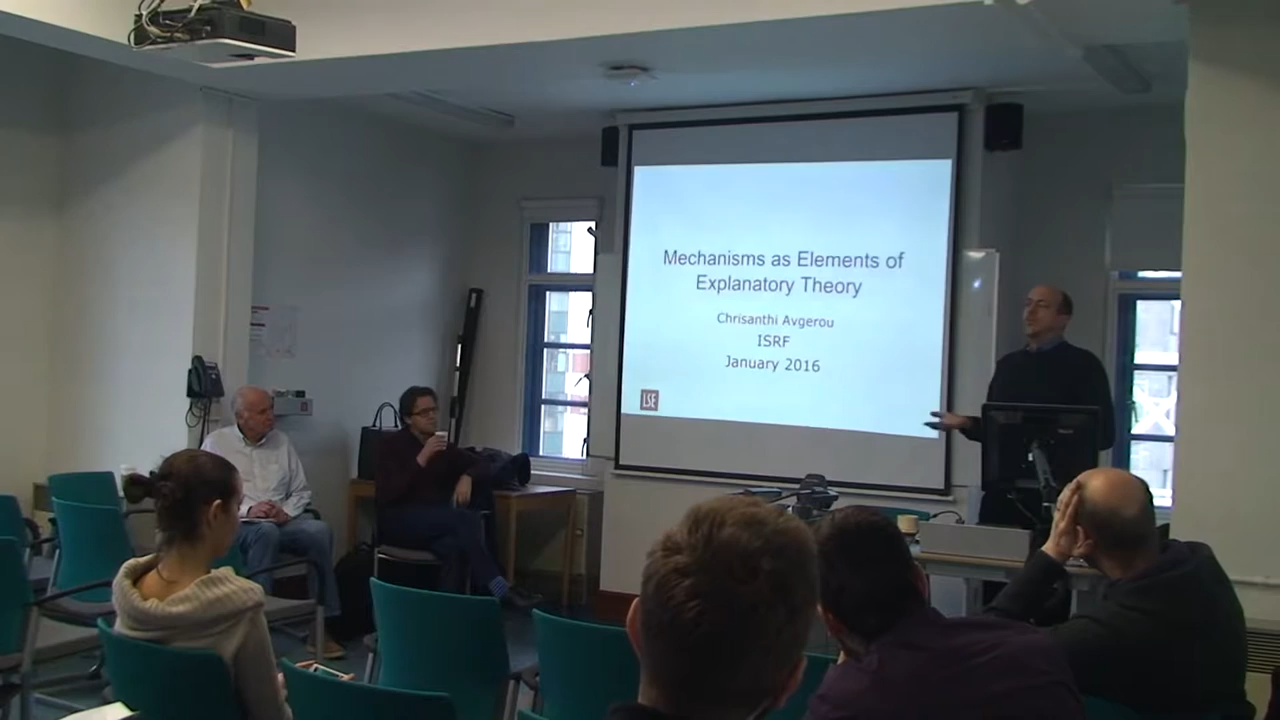 Mechanisms as Elements of
Explanatory Theory
Chrisanthi Avgerou
ISRF
January 2016
LSE